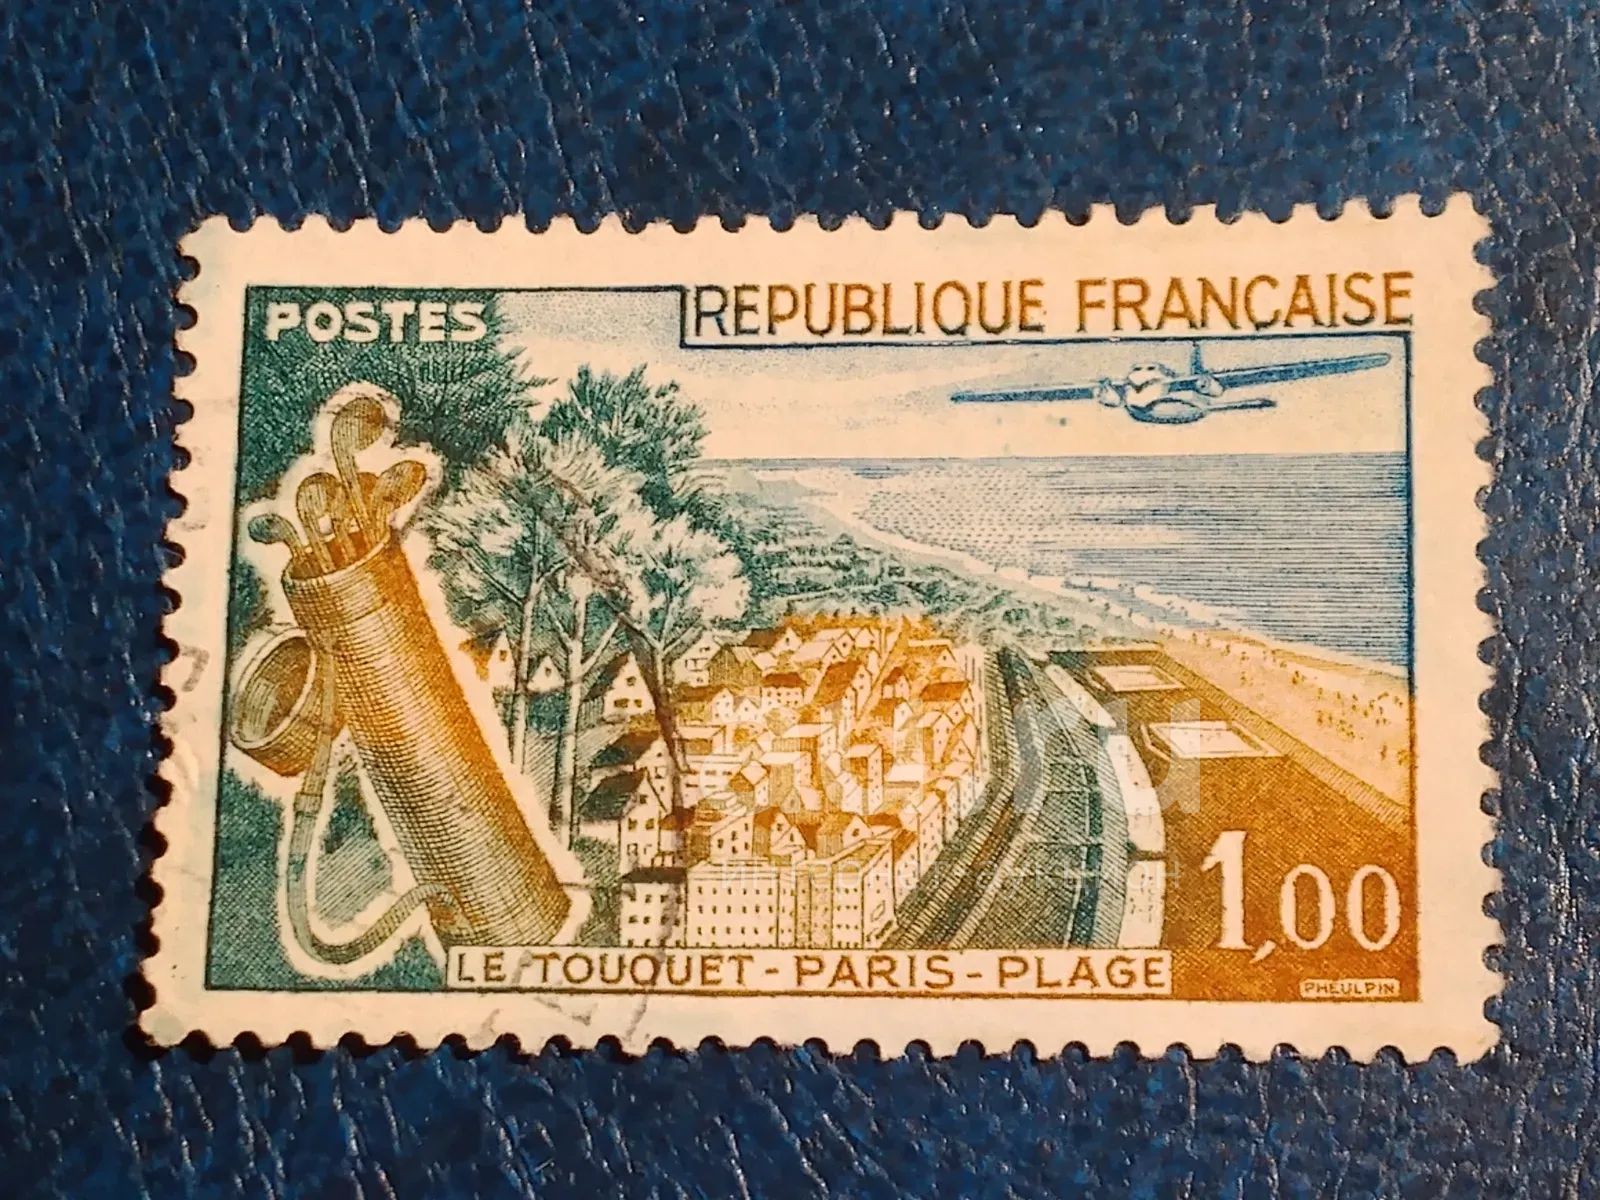 POSTES
REPUBLIQUE FRANÇAISE
1,00
LE TOUQUET - PARIS - PLAGE
PHEULPIN